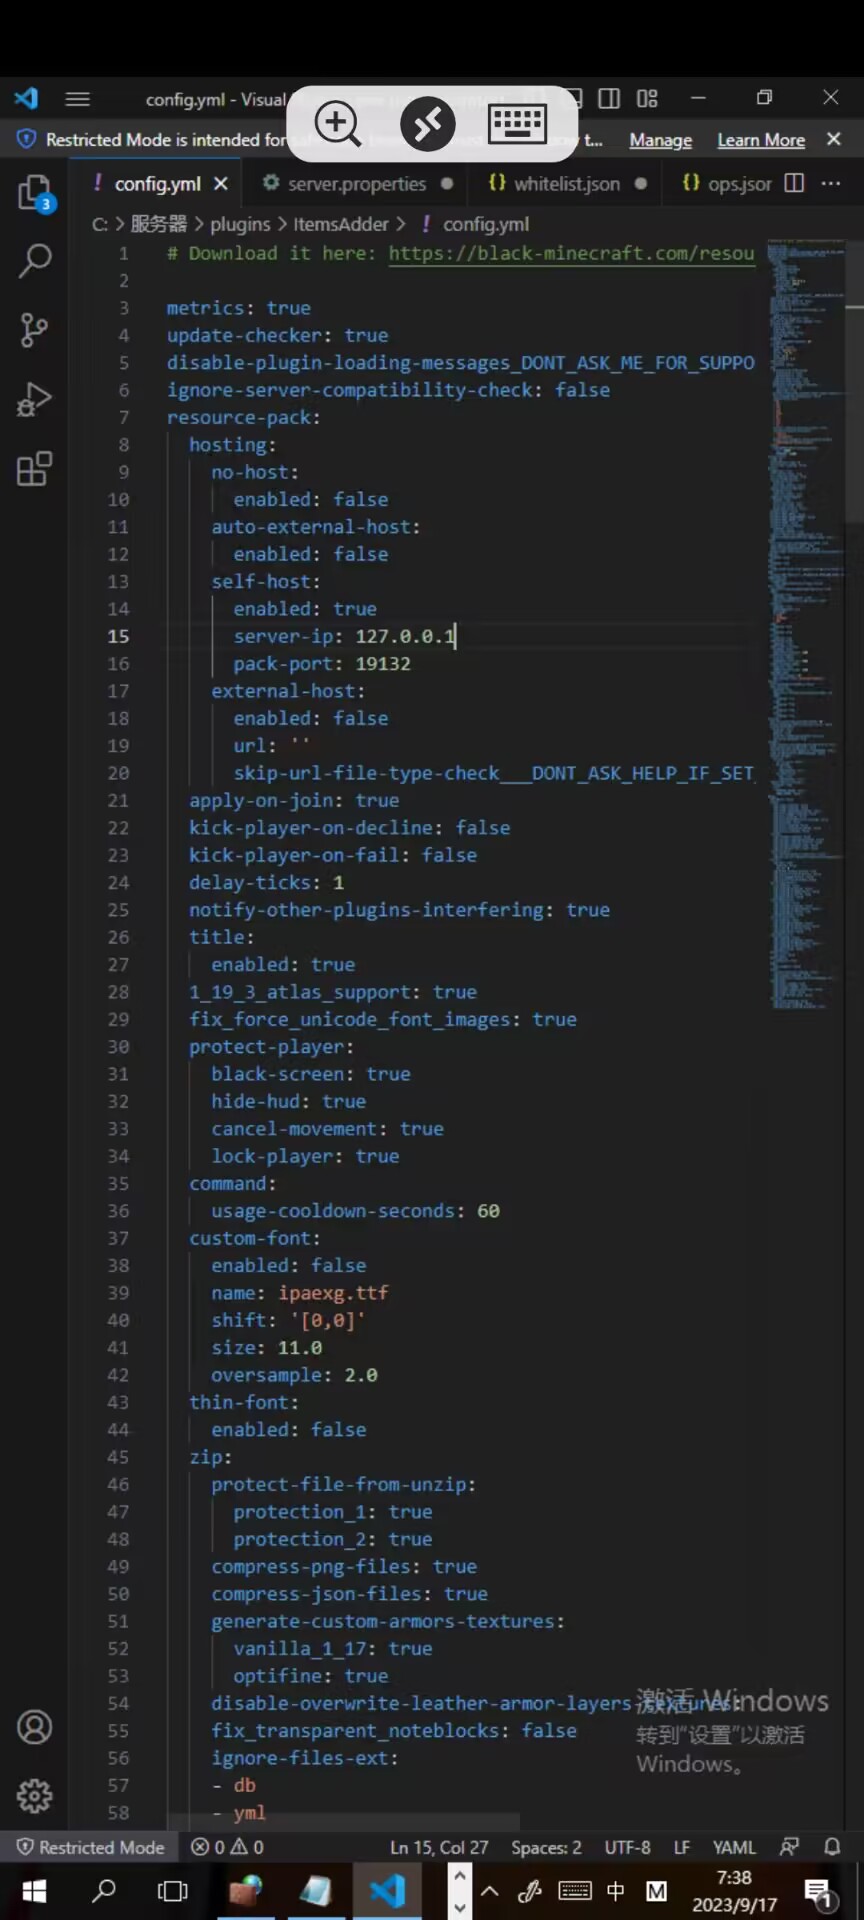 config.yml - Visual
Restricted Mode is intended for
t...
Manage
Learn More
config.yml
server.properties
whitelist.json
ops.jsor
3
C: > 服务器 > plugins > ItemsAdder > ! config.yml
1 # Download it here: https://black-minecraft.com/resou
2
3 metrics: true
4 update-checker: true
5 disable-plugin-loading-messages_DONT_ASK_ME_FOR_SUPPO
6 ignore-server-compatibility-check: false
7 resource-pack:
8 hosting:
9 no-host:
10 enabled: false
11 auto-external-host:
12 enabled: false
13 self-host:
14 enabled: true
15 server-ip: 127.0.0.1
16 pack-port: 19132
17 external-host:
18 enabled: false
19 url: ''
20 skip-url-file-type-check___DONT_ASK_HELP_IF_SET_
21 apply-on-join: true
22 kick-player-on-decline: false
23 kick-player-on-fail: false
24 delay-ticks: 1
25 notify-other-plugins-interfering: true
26 title:
27 enabled: true
28 1_19_3_atlas_support: true
29 fix_force_unicode_font_images: true
30 protect-player:
31 black-screen: true
32 hide-hud: true
33 cancel-movement: true
34 lock-player: true
35 command:
36 usage-cooldown-seconds: 60
37 custom-font:
38 enabled: false
39 name: ipaexg.ttf
40 shift: '[0,0]'
41 size: 11.0
42 oversample: 2.0
43 thin-font:
44 enabled: false
45 zip:
46 protect-file-from-unzip:
47 protection_1: true
48 protection_2: true
49 compress-png-files: true
50 compress-json-files: true
51 generate-custom-armors-textures:
52 vanilla_1_17: true
53 optifine: true
54 disable-overwrite-leather-armor-layers-textures:
55 fix_transparent_noteblocks: false
56 ignore-files-ext:
57 - db
58 - yml
激活 Windows
转到"设置"以激活
Windows。
Restricted Mode
0
0
Ln 15, Col 27
Spaces: 2
UTF-8
LF
YAML
中
M
7:38
2023/9/17
1